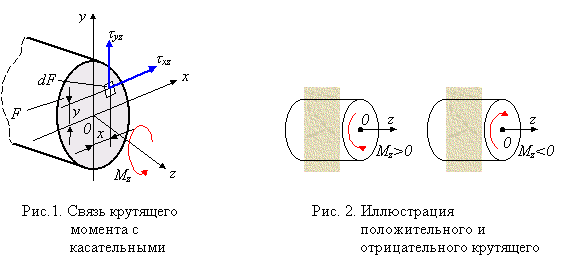 y
τyz
τxz
dF
x
F
y
0
x
Mz
z
0
z
Mz>0
0
z
Mz<0
Рис.1. Связь крутящего
момента с
касательными
Рис. 2. Иллюстрация
положительного и
отрицательного крутящего